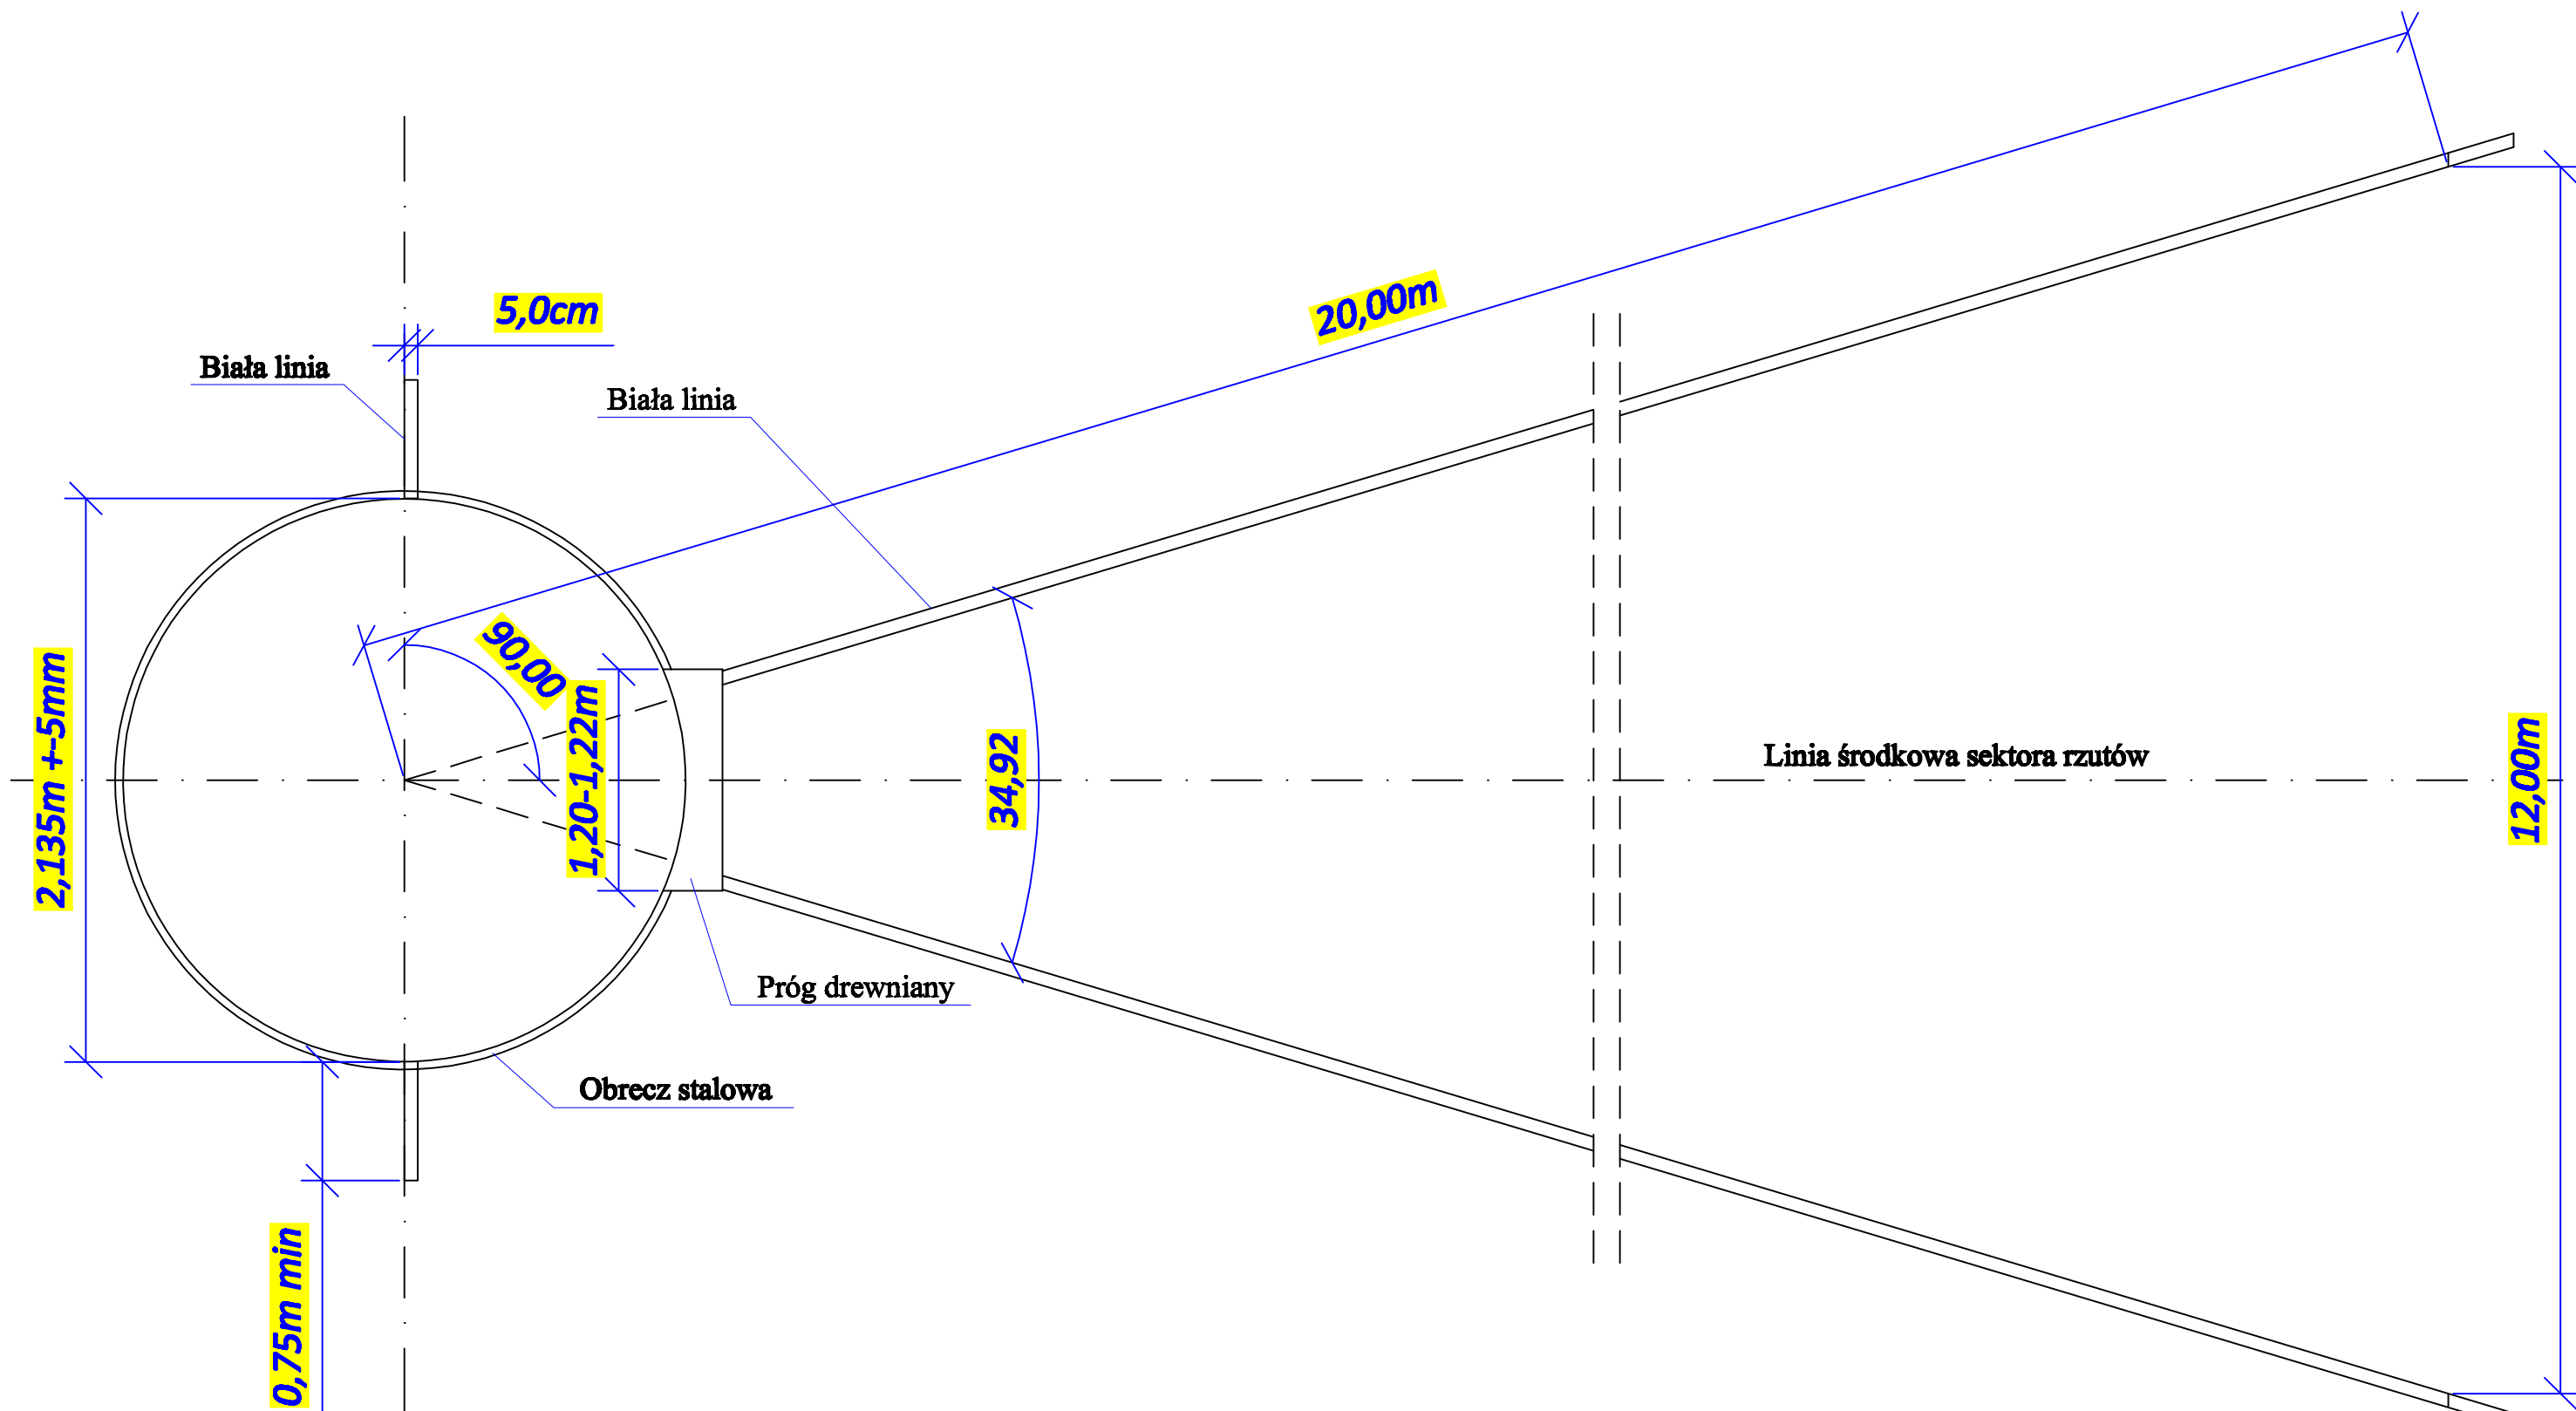 20,00m
5,0cm
Biała linia
Biała linia
90,00
2,135m +-5mm
1,20-1,22m
34,92
Linia środkowa sektora rzutów
12,00m
Próg drewniany
Obrecz stalowa
0,75m min